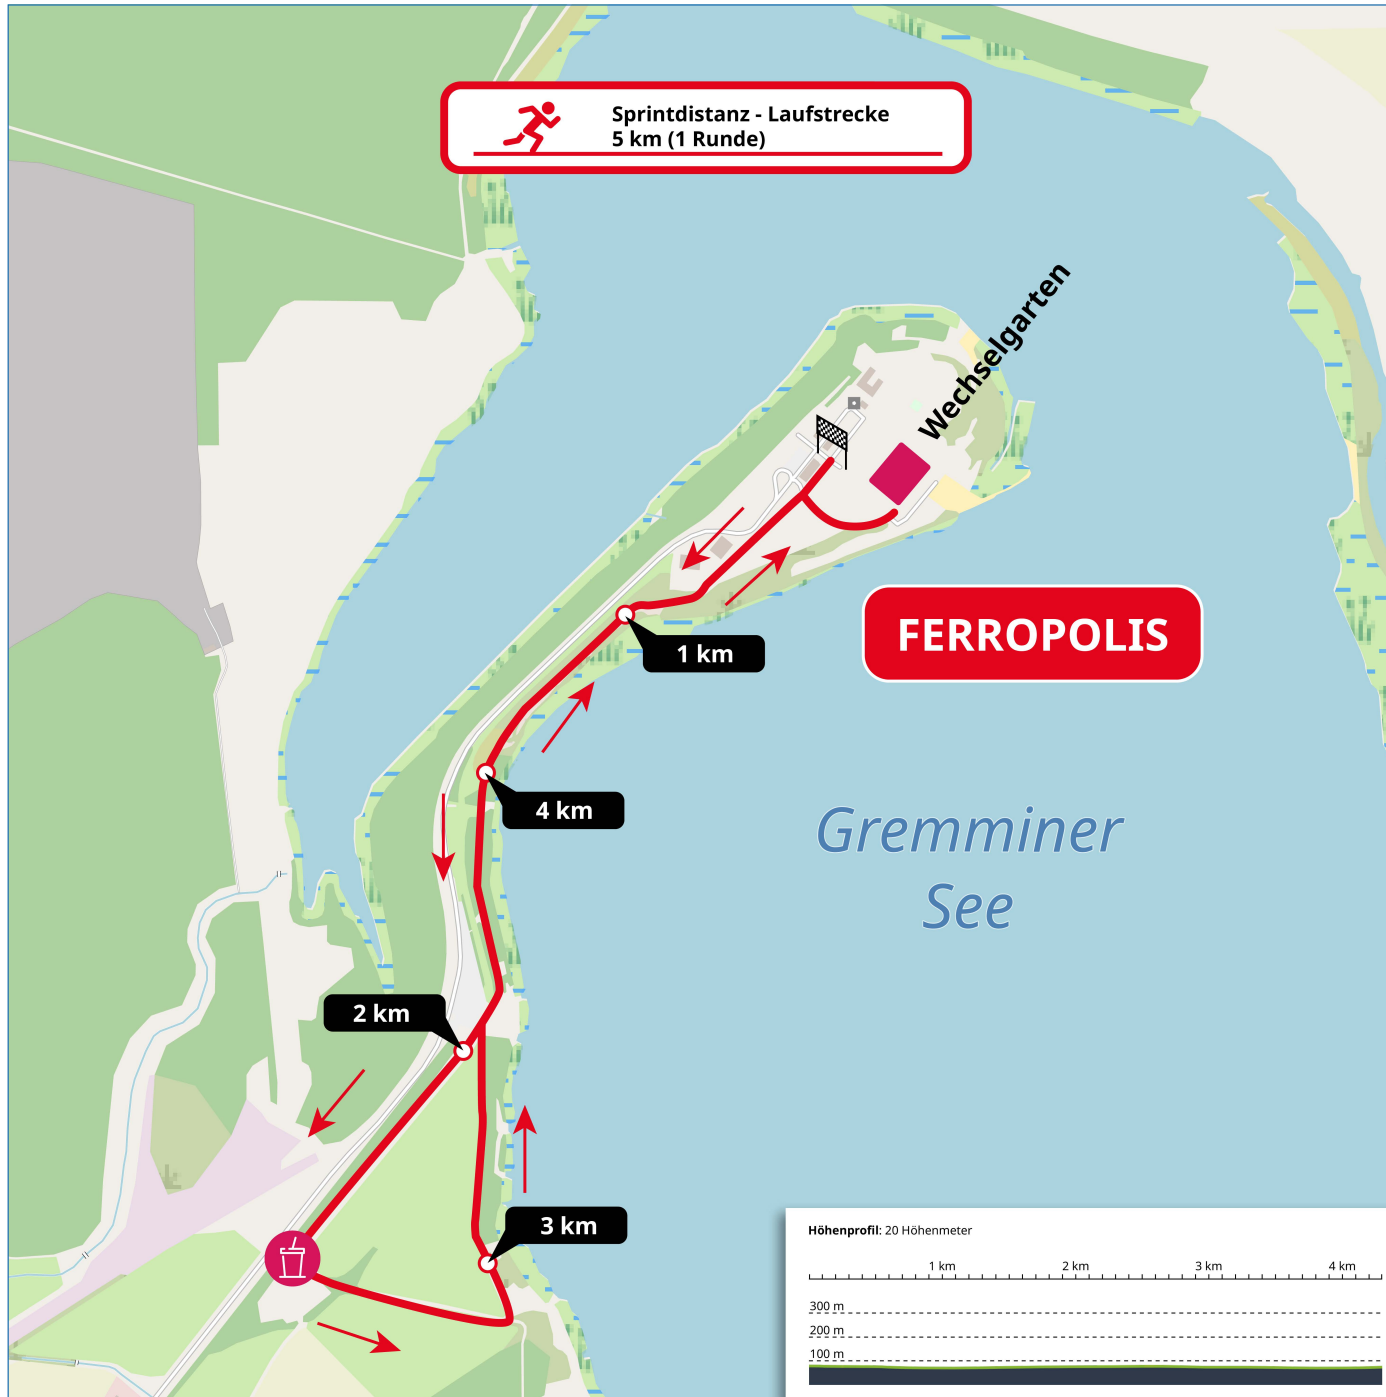 Sprintdistanz - Laufstrecke
5 km (1 Runde)
Wechselgarten
FERROPOLIS
1 km
4 km
Gremminer
See
2 km
3 km
Höhenprofil: 20 Höhenmeter
1 km 2 km 3 km 4 km
300 m
200 m
100 m